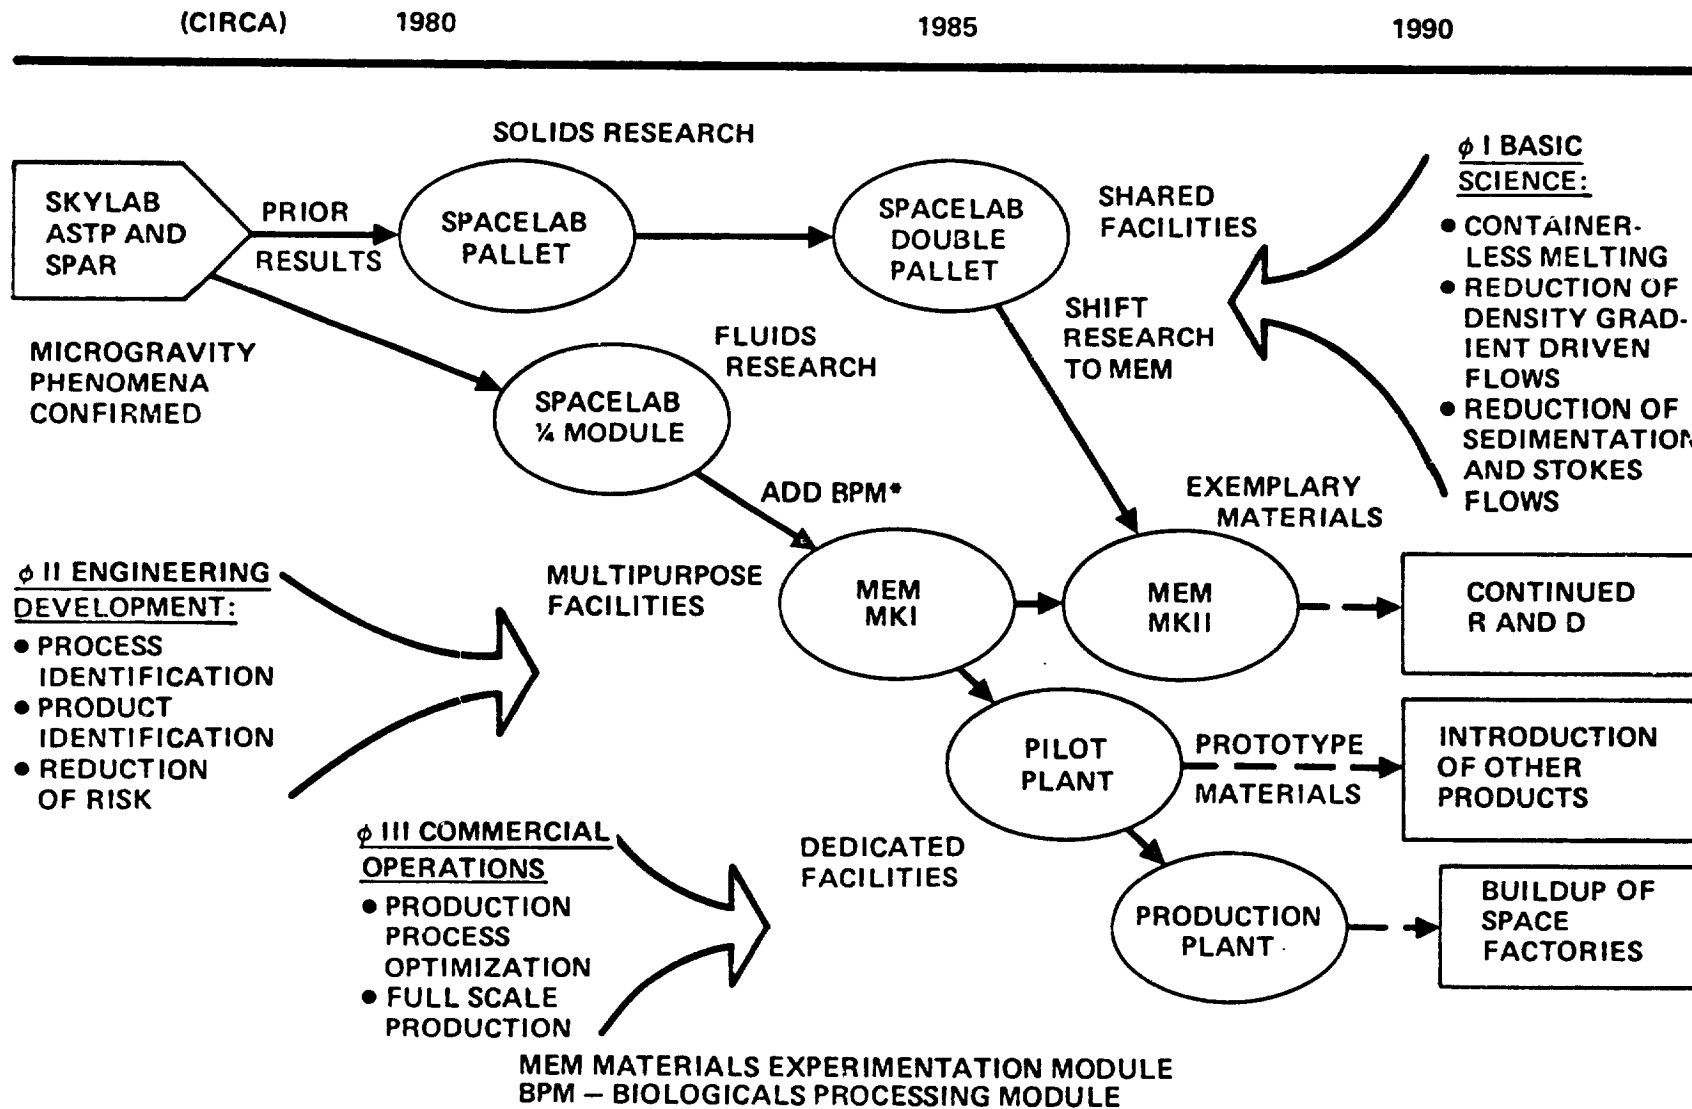 (CIRCA) 1980 1985 1990
SOLIDS RESEARCH
SKYLAB
ASTP AND
SPAR
PRIOR
RESULTS
SPACELAB
PALLET
SPACELAB
DOUBLE
PALLET
SHARED
FACILITIES
φ I BASIC
SCIENCE:
● CONTAINER-
LESS MELTING
● REDUCTION OF
DENSITY GRAD-
IENT DRIVEN
FLOWS
● REDUCTION OF
SEDIMENTATION
AND STOKES
FLOWS
MICROGRAVITY
PHENOMENA
CONFIRMED
FLUIDS
RESEARCH
SHIFT
RESEARCH
TO MEM
SPACELAB
¼ MODULE
ADD BPM*
EXEMPLARY
MATERIALS
φ II ENGINEERING
DEVELOPMENT:
● PROCESS
IDENTIFICATION
● PRODUCT
IDENTIFICATION
● REDUCTION
OF RISK
MULTIPURPOSE
FACILITIES
MEM
MKI
MEM
MKII
CONTINUED
R AND D
PILOT
PLANT
PROTOTYPE
MATERIALS
INTRODUCTION
OF OTHER
PRODUCTS
φ III COMMERCIAL
OPERATIONS
● PRODUCTION
PROCESS
OPTIMIZATION
● FULL SCALE
PRODUCTION
DEDICATED
FACILITIES
PRODUCTION
PLANT
BUILDUP OF
SPACE
FACTORIES
MEM MATERIALS EXPERIMENTATION MODULE
BPM – BIOLOGICALS PROCESSING MODULE